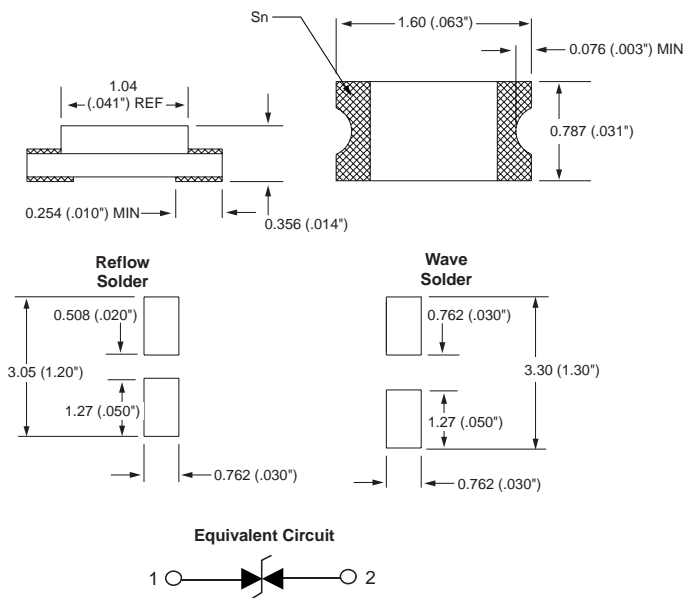 Sn
1.60 (.063")
0.076 (.003") MIN
1.04
(.041") REF
0.787 (.031")
0.254 (.010") MIN
0.356 (.014")
Reflow
Solder
Wave
Solder
0.508 (.020")
0.762 (.030")
3.05 (1.20")
3.30 (1.30")
1.27 (.050")
1.27 (.050")
0.762 (.030")
0.762 (.030")
Equivalent Circuit
1
2